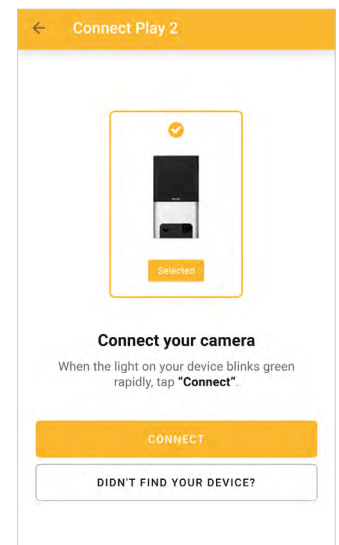 Connect Play 2
Selected
Connect your camera
When the light on your device blinks green
rapidly, tap "Connect".
CONNECT
DIDN'T FIND YOUR DEVICE?